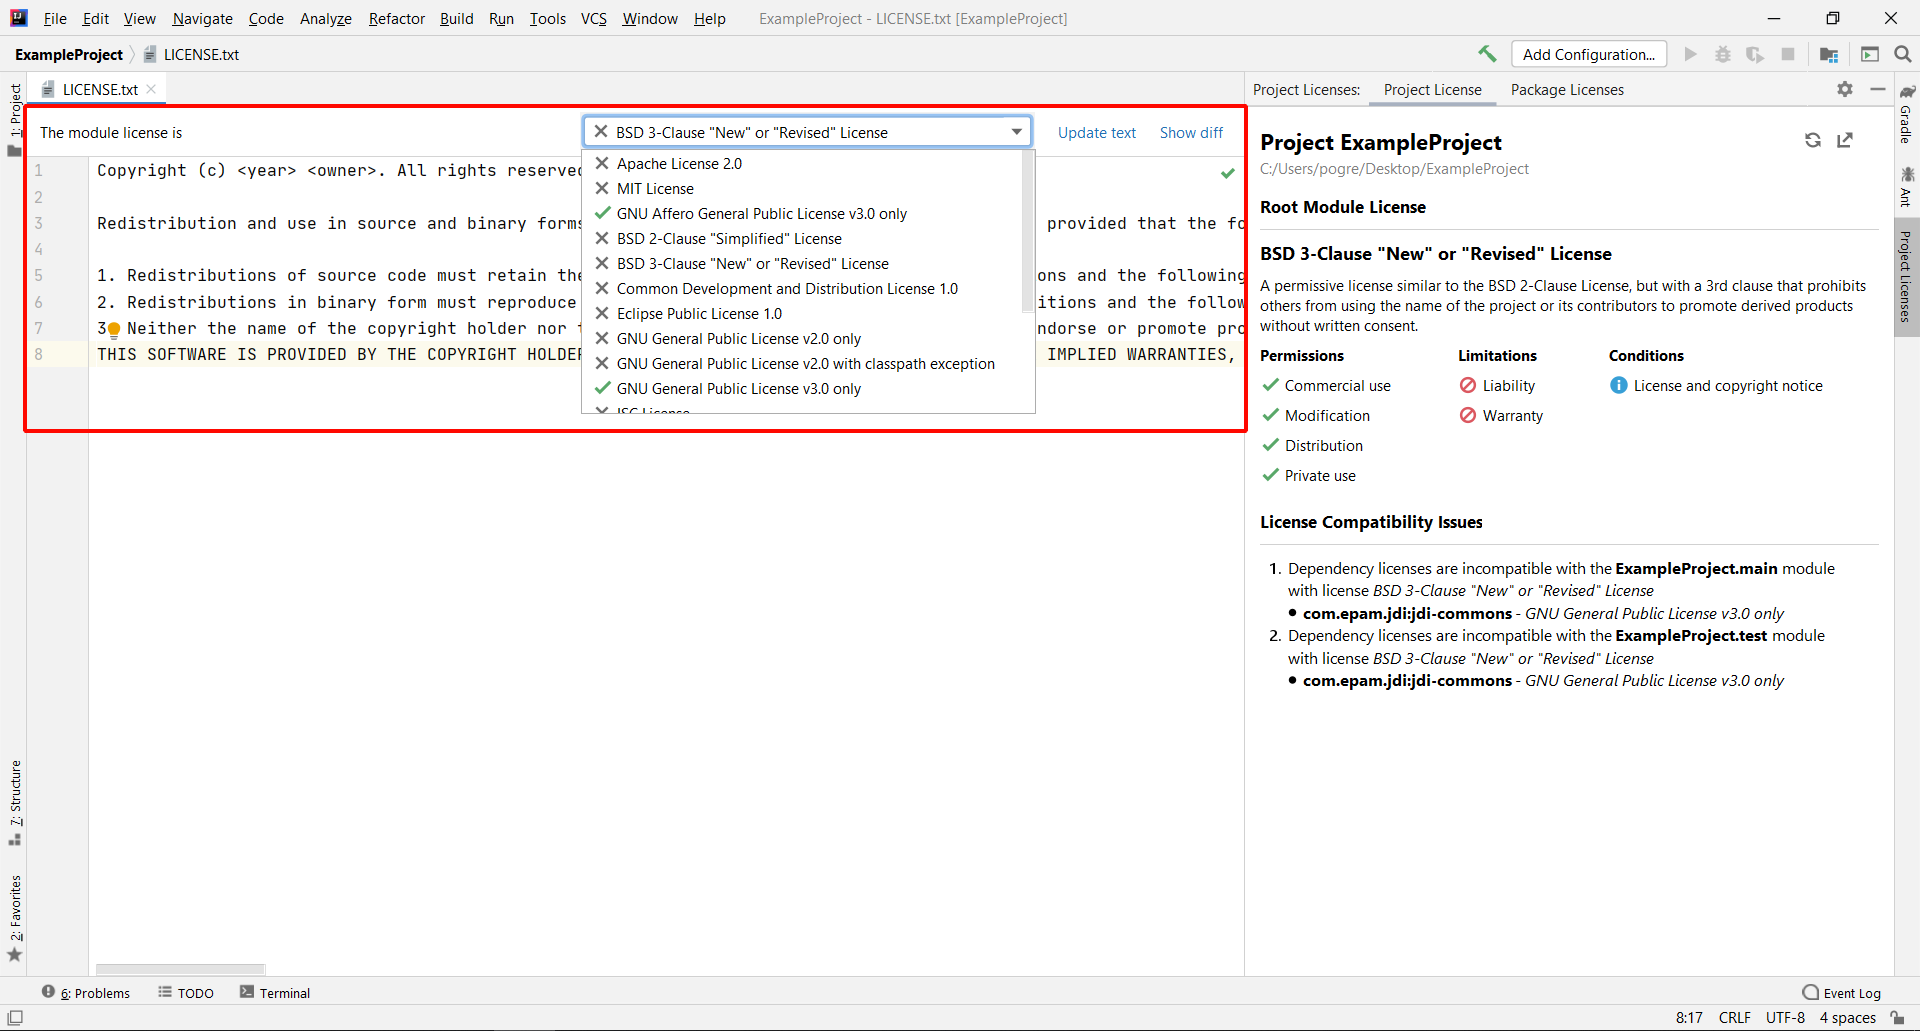 File Edit View Navigate Code Analyze Refactor Build Run Tools VCS Window Help ExampleProject - LICENSE.txt [ExampleProject]
ExampleProject LICENSE.txt Add Configuration...
LICENSE.txt
Project Licenses: Project License Package Licenses
The module license is BSD 3-Clause "New" or "Revised" License Update text Show diff
1 Copyright (c) <year> <owner>. All rights reserved
2
3 Redistribution and use in source and binary forms provided that the fo
4
5 1. Redistributions of source code must retain the ons and the following
6 2. Redistributions in binary form must reproduce itions and the follow
7 3 Neither the name of the copyright holder nor ndorse or promote pro
8 THIS SOFTWARE IS PROVIDED BY THE COPYRIGHT HOLDER IMPLIED WARRANTIES,
Apache License 2.0
MIT License
GNU Affero General Public License v3.0 only
BSD 2-Clause "Simplified" License
BSD 3-Clause "New" or "Revised" License
Common Development and Distribution License 1.0
Eclipse Public License 1.0
GNU General Public License v2.0 only
GNU General Public License v2.0 with classpath exception
GNU General Public License v3.0 only
ISC License
Project ExampleProject
C:/Users/pogre/Desktop/ExampleProject
Root Module License
BSD 3-Clause "New" or "Revised" License
A permissive license similar to the BSD 2-Clause License, but with a 3rd clause that prohibits
others from using the name of the project or its contributors to promote derived products
without written consent.
Permissions Limitations Conditions
Commercial use Liability License and copyright notice
Modification Warranty
Distribution
Private use
License Compatibility Issues
1. Dependency licenses are incompatible with the ExampleProject.main module
with license BSD 3-Clause "New" or "Revised" License
• com.epam.jdi:jdi-commons - GNU General Public License v3.0 only
2. Dependency licenses are incompatible with the ExampleProject.test module
with license BSD 3-Clause "New" or "Revised" License
• com.epam.jdi:jdi-commons - GNU General Public License v3.0 only
1: Project
7: Structure
2: Favorites
Gradle
Ant
Project Licenses
6: Problems TODO Terminal Event Log
8:17 CRLF UTF-8 4 spaces